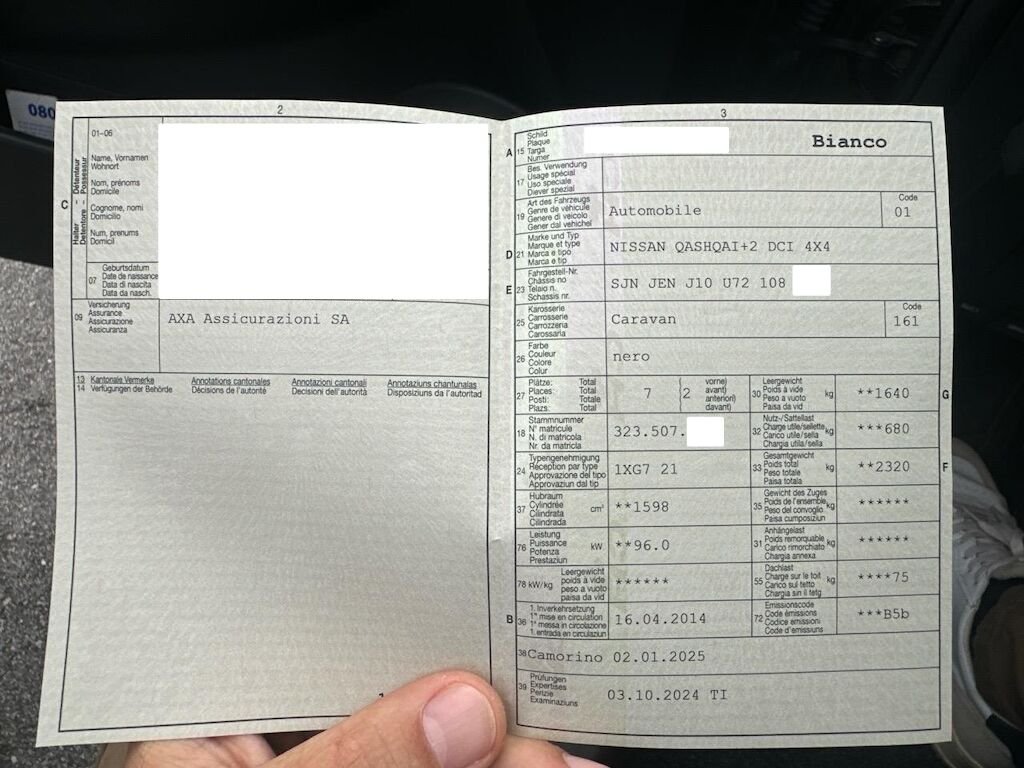 080
2
01–06
Name, Vornamen
Wohnort
Nom, prénoms
Domicile
Cognome, nomi
Domicilio
Num, prenums
Domicil
C
Halter – Détenteur
Detentore – Possessur
07
Geburtsdatum
Date de naissance
Data di nascita
Data da nasch.
09
Versicherung
Assurance
Assicurazione
Assicuranza
AXA Assicurazioni SA
13 Kantonale Vermerke Annotations cantonales Annotazioni cantonali Annotaziuns chantunalas
14 Verfügungen der Behörde Décisions de l'autorité Decisioni dell'autorità Disposiziuns da l'autoritad
1
3
A 15
Schild
Plaque
Targa
Numer
Bianco
17
Bes. Verwendung
Usage spécial
Uso speciale
Diever spezial
19
Art des Fahrzeugs
Genre de véhicule
Genere di veicolo
Gener dal vehichel
Automobile
Code
01
D 21
Marke und Typ
Marque et type
Marca e tipo
Marca e tip
NISSAN QASHQAI+2 DCI 4X4
E 23
Fahrgestell-Nr.
Châssis no
Telaio n.
Schassis nr.
SJN JEN J10 U72 108
25
Karosserie
Carrosserie
Carrozzeria
Carossaria
Caravan
Code
161
26
Farbe
Couleur
Colore
Colur
nero
27
Plätze: Total
Places: Total
Posti: Totale
Plazs: Total
7 (2
vorne)
avant)
anteriori)
davant)
30
Leergewicht
Poids à vide
Peso a vuoto
Paisa da vid
kg
**1640
G
18
Stammnummer
N° matricule
N. di matricola
Nr. da matricla
323.507.
32
Nutz-/Sattellast
Charge utile/sellette
Carico utile/sella
Chargia utila/sella
kg
***680
24
Typengenehmigung
Réception par type
Approvazione del tipo
Approvaziun dal tip
1XG7 21
33
Gesamtgewicht
Poids total
Peso totale
Paisa totala
kg
**2320
F
37
Hubraum
Cylindrée
Cilindrata
Cilindrada
cm³
**1598
35
Gewicht des Zuges
Poids de l'ensemble
Peso del convoglio
Paisa cumposiziun
kg
******
76
Leistung
Puissance
Potenza
Prestaziun
kW
**96.0
31
Anhängelast
Poids remorquable
Carico rimorchiato
Chargia annexa
kg
******
78 kW/kg
Leergewicht
poids à vide
peso a vuoto
paisa da vid
******
55
Dachlast
Charge sur le toit
Carico sul tetto
Chargia sin il tetg
kg
****75
B 36
1. Inverkehrsetzung
1re mise en circulation
1a messa in circolazione
1. entrada en circulaziun
16.04.2014
72
Emissionscode
Code émissions
Codice emissioni
Code d'emissiuns
***B5b
38 Camorino 02.01.2025
39
Prüfungen
Expertises
Perizie
Examinaziuns
03.10.2024 TI